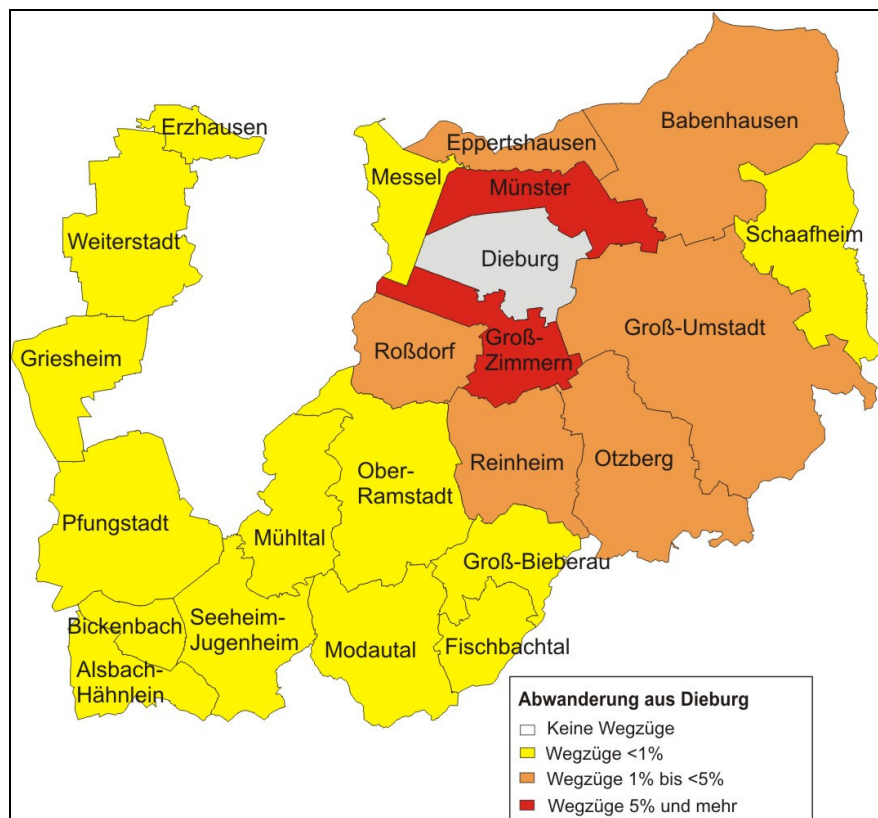 Erzhausen
Babenhausen
Eppertshausen
Messel
Münster
Weiterstadt
Schaafheim
Dieburg
Groß-Umstadt
Griesheim
Roßdorf
Groß-
Zimmern
Ober-
Ramstadt
Reinheim
Otzberg
Pfungstadt
Mühltal
Groß-Bieberau
Bickenbach
Seeheim-
Jugenheim
Modautal
Fischbachtal
Alsbach-
Hähnlein
Abwanderung aus Dieburg
Keine Wegzüge
Wegzüge <1%
Wegzüge 1% bis <5%
Wegzüge 5% und mehr